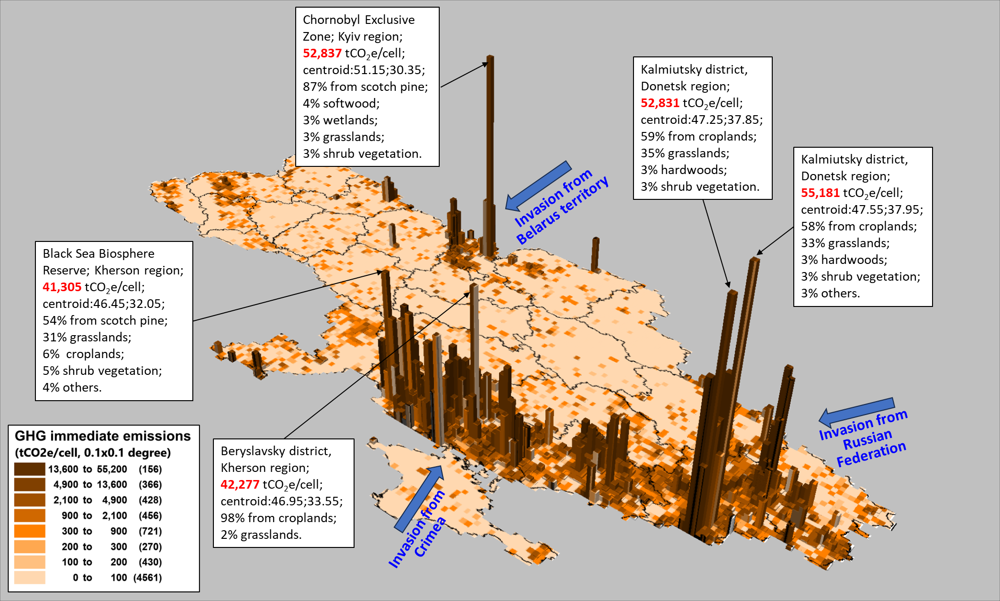 Chornobyl Exclusive
Zone; Kyiv region;
52,837 tCO₂e/cell;
centroid:51.15;30.35;
87% from scotch pine;
4% softwood;
3% wetlands;
3% grasslands;
3% shrub vegetation.
Kalmiutsky district,
Donetsk region;
52,831 tCO₂e/cell;
centroid:47.25;37.85;
59% from croplands;
35% grasslands;
3% hardwoods;
3% shrub vegetation.
Kalmiutsky district,
Donetsk region;
55,181 tCO₂e/cell;
centroid:47.55;37.95;
58% from croplands;
33% grasslands;
3% hardwoods;
3% shrub vegetation;
3% others.
Invasion from
Belarus territory
Black Sea Biosphere
Reserve; Kherson region;
41,305 tCO₂e/cell;
centroid:46.45;32.05;
54% from scotch pine;
31% grasslands;
6% croplands;
5% shrub vegetation;
4% others.
Invasion from
Russian
Federation
Beryslavsky district,
Kherson region;
42,277 tCO₂e/cell;
centroid:46.95;33.55;
98% from croplands;
2% grasslands.
Invasion from
Crimea
GHG immediate emissions
(tCO2e/cell, 0.1x0.1 degree)
13,600 to 55,200 (156)
4,900 to 13,600 (366)
2,100 to 4,900 (428)
900 to 2,100 (456)
300 to 900 (721)
200 to 300 (270)
100 to 200 (430)
0 to 100 (4561)